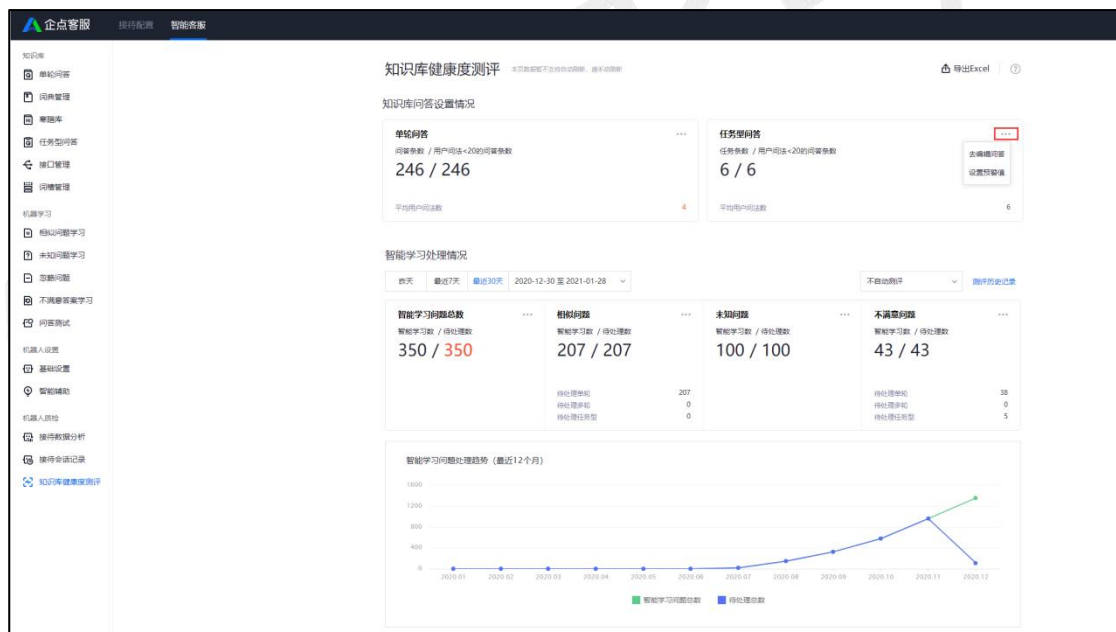 企点客服
接待配置
智能客服
知识库
单轮问答
词典管理
寒暄库
任务型问答
接口管理
词槽管理
机器学习
相似问题学习
未知问题学习
忽略问题
不满意答案学习
问答测试
机器人设置
基础设置
智能辅助
机器人质检
接待数据分析
接待会话记录
知识库健康度测评
知识库健康度测评
本页数据暂不支持自动刷新，请手动刷新
导出Excel
知识库问答设置情况
单轮问答
问答条数 / 用户问法<20的问答条数
246 / 246
平均用户问法数 4
任务型问答
任务条数 / 用户问法<20的问答条数
6 / 6
平均用户问法数 6
去编辑问答
设置预警值
智能学习处理情况
昨天 最近7天 最近30天 2020-12-30 至 2021-01-28
不自动测评
测评历史记录
智能学习问题总数
智能学习数 / 待处理数
350 / 350
相似问题
智能学习数 / 待处理数
207 / 207
待处理单轮 207
待处理多轮 0
待处理任务型 0
未知问题
智能学习数 / 待处理数
100 / 100
不满意问题
智能学习数 / 待处理数
43 / 43
待处理单轮 38
待处理多轮 0
待处理任务型 5
智能学习问题处理趋势（最近12个月）
1600
1200
800
400
0
2020.01 2020.02 2020.03 2020.04 2020.05 2020.06 2020.07 2020.08 2020.09 2020.10 2020.11 2020.12
智能学习问题总数 待处理总数